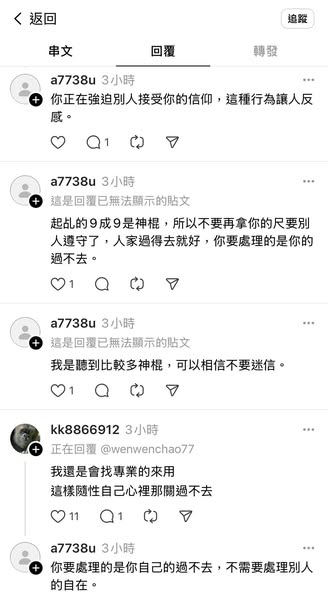 返回
追蹤
串文
回覆
轉發
a7738u 3小時
你正在強迫別人接受你的信仰，這種行為讓人反
感。
1
a7738u 3小時
這是回覆已無法顯示的貼文
起乩的９成９是神棍，所以不要再拿你的尺要別
人遵守了，人家過得去就好，你要處理的是你的
過不去。
1
a7738u 3小時
這是回覆已無法顯示的貼文
我是聽到比較多神棍，可以相信不要迷信。
1
kk8866912 3小時
正在回覆 @wenwenchao77
我還是會找專業的來用
這樣隨性自己心裡那關過不去
11 1
a7738u 3小時
你要處理的是你自己的過不去，不需要處理別人
的自在。